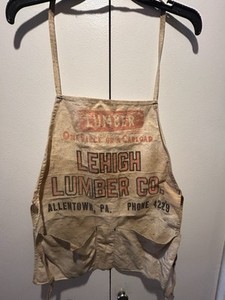 LUMBER
ONE PIECE OR A CARLOAD
LEHIGH
LUMBER CO.
ALLENTOWN, PA. PHONE 4229